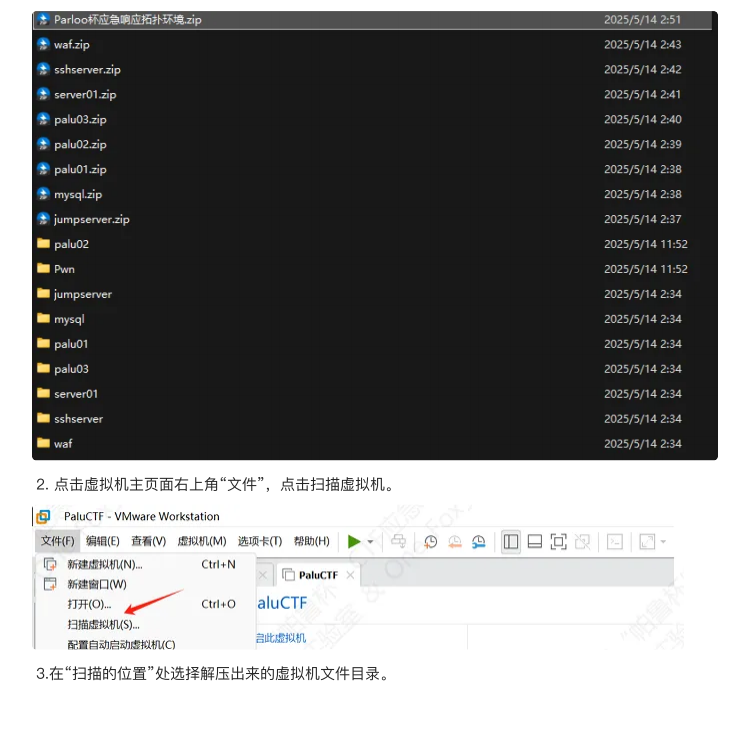 Parloo杯应急响应拓扑环境.zip 2025/5/14 2:51
waf.zip 2025/5/14 2:43
sshserver.zip 2025/5/14 2:42
server01.zip 2025/5/14 2:41
palu03.zip 2025/5/14 2:40
palu02.zip 2025/5/14 2:39
palu01.zip 2025/5/14 2:38
mysql.zip 2025/5/14 2:38
jumpserver.zip 2025/5/14 2:37
palu02 2025/5/14 11:52
Pwn 2025/5/14 11:52
jumpserver 2025/5/14 2:34
mysql 2025/5/14 2:34
palu01 2025/5/14 2:34
palu03 2025/5/14 2:34
server01 2025/5/14 2:34
sshserver 2025/5/14 2:34
waf 2025/5/14 2:34
2. 点击虚拟机主页面右上角“文件”，点击扫描虚拟机。
PaluCTF - VMware Workstation
文件(F) 编辑(E) 查看(V) 虚拟机(M) 选项卡(T) 帮助(H)
新建虚拟机(N)... Ctrl+N
PaluCTF
新建窗口(W)
打开(O)... Ctrl+O
aluCTF
扫描虚拟机(S)...
启此虚拟机
配置自动启动虚拟机(C)
3.在“扫描的位置”处选择解压出来的虚拟机文件目录。